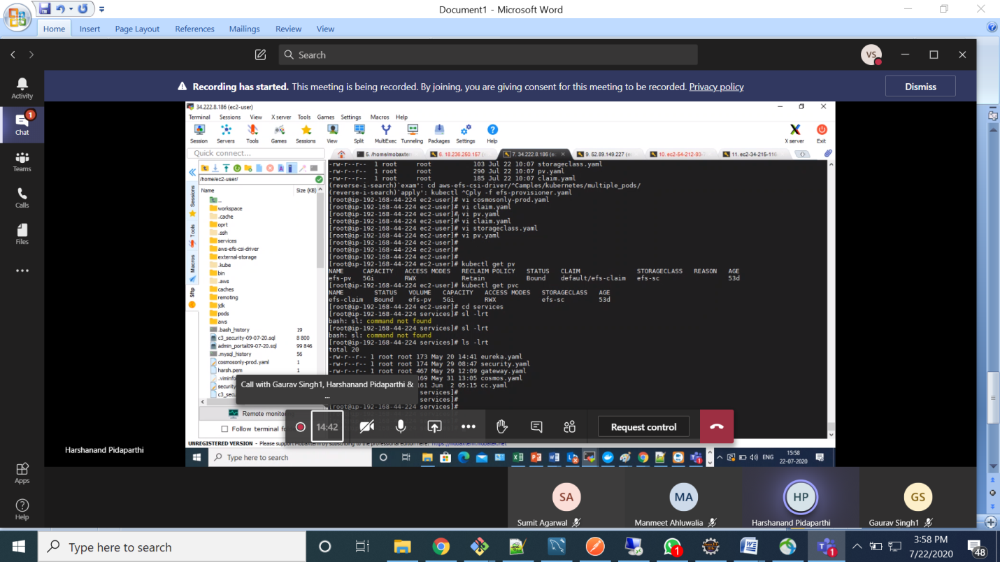 Document1 - Microsoft Word
Home Insert Page Layout References Mailings Review View
Search
VS
Recording has started. This meeting is being recorded. By joining, you are giving consent for this meeting to be recorded. Privacy policy
Dismiss
Activity
1
Chat
Teams
Calls
Files
Apps
Help
34.222.8.186 (ec2-user)
Terminal Sessions View X server Tools Games Settings Macros Help
Session Servers Tools Games Sessions View Split MultiExec Tunneling Packages Settings Help X server Exit
Quick connect...
5. /home/mobaxter 6. 18.236.250.157 ( 7. 34.222.8.186 (e 9. 52.89.149.227 (e 10. ec2-54-212-93- 11. ec2-34-215-116-
/home/ec2-user/
Name Size (KB)
Sessions
Tools
Macros
Sftp
..
workspace
.cache
oprt
.ssh
services
aws-efs-csi-driver
external-storage
.kube
bin
.aws
caches
remoting
jdk
pods
aws
.bash_history 19
c3_security-09-07-20.sql 8 800
admin_portal09-07-20.sql 99 846
.mysql_history 56
cosmosonly-prod.yaml 1
harsh.pem 1
.viminfo
security
c3_sec
-rw-r--r-- 1 root root 103 Jul 22 10:07 storageclass.yaml
-rw-r--r-- 1 root root 290 Jul 22 10:07 pv.yaml
-rw-r--r-- 1 root root 185 Jul 22 10:07 claim.yaml
(reverse-i-search)`exam': cd aws-efs-csi-driver/^Camples/kubernetes/multiple_pods/
(reverse-i-search)`apply': kubectl ^Cply -f efs-provisioner.yaml
[root@ip-192-168-44-224 ec2-user]# vi cosmosonly-prod.yaml
[root@ip-192-168-44-224 ec2-user]# vi claim.yaml
[root@ip-192-168-44-224 ec2-user]# vi pv.yaml
[root@ip-192-168-44-224 ec2-user]# vi claim.yaml
[root@ip-192-168-44-224 ec2-user]# vi storageclass.yaml
[root@ip-192-168-44-224 ec2-user]# vi pv.yaml
[root@ip-192-168-44-224 ec2-user]#
[root@ip-192-168-44-224 ec2-user]#
[root@ip-192-168-44-224 ec2-user]#
[root@ip-192-168-44-224 ec2-user]# kubectl get pv
NAME CAPACITY ACCESS MODES RECLAIM POLICY STATUS CLAIM STORAGECLASS REASON AGE
efs-pv 5Gi RWX Retain Bound default/efs-claim efs-sc 53d
[root@ip-192-168-44-224 ec2-user]# kubectl get pvc
NAME STATUS VOLUME CAPACITY ACCESS MODES STORAGECLASS AGE
efs-claim Bound efs-pv 5Gi RWX efs-sc 53d
[root@ip-192-168-44-224 ec2-user]# cd services
[root@ip-192-168-44-224 services]# sl -lrt
bash: sl: command not found
[root@ip-192-168-44-224 services]# sl -lrt
bash: sl: command not found
[root@ip-192-168-44-224 services]# ls -lrt
total 20
-rw-r--r-- 1 root root 173 May 20 14:41 eureka.yaml
-rw-r--r-- 1 root root 174 May 29 08:47 security.yaml
-rw-r--r-- 1 root root 467 May 29 12:09 gateway.yaml
169 May 31 13:05 cosmos.yaml
161 Jun 2 05:15 cc.yaml
services]#
services]#
[root@ip-192-168-44-224 services]#
Call with Gaurav Singh1, Harshanand Pidaparthi &
...
Remote monitor
Follow terminal fo
14:42
Request control
UNREGISTERED VERSION - Please support MobaXterm by subscribing to the professional edition here: https://mobaxterm.mobatek.net
Harshanand Pidaparthi
Type here to search
ENG
15:58
22-07-2020
SA
Sumit Agarwal
MA
Manmeet Ahluwalia
HP
Harshanand Pidaparthi
GS
Gaurav Singh1
Type here to search
1
1
3:58 PM
7/22/2020
48